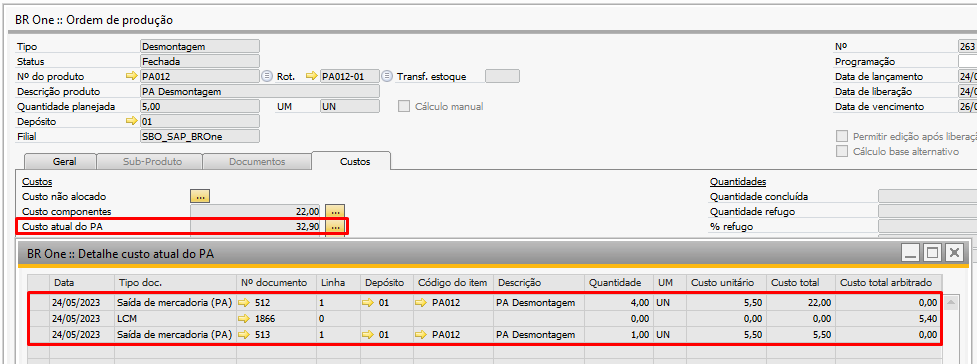 BR One :: Ordem de produção
Tipo Desmontagem Nº 263
Status Fechada Programação
Nº do produto PA012 Rot. PA012-01 Transf. estoque Data de lançamento 24/0
Descrição produto PA Desmontagem Data de liberação 24/0
Quantidade planejada 5,00 UM UN Cálculo manual Data de vencimento 26/0
Depósito 01
Filial SBO_SAP_BROne Permitir edição após liberaçã
Cálculo base alternativo
Geral Sub-Produto Documentos Custos
Custos Quantidades
Custo não alocado ... Quantidade concluída
Custo componentes 22,00 ... Quantidade refugo
Custo atual do PA 32,90 ... % refugo
BR One :: Detalhe custo atual do PA
Data Tipo doc. Nº documento Linha Depósito Código do item Descrição Quantidade UM Custo unitário Custo total Custo total arbitrado
24/05/2023 Saída de mercadoria (PA) 512 1 01 PA012 PA Desmontagem 4,00 UN 5,50 22,00 0,00
24/05/2023 LCM 1866 0 0,00 0,00 0,00 5,40
24/05/2023 Saída de mercadoria (PA) 513 1 01 PA012 PA Desmontagem 1,00 UN 5,50 5,50 0,00